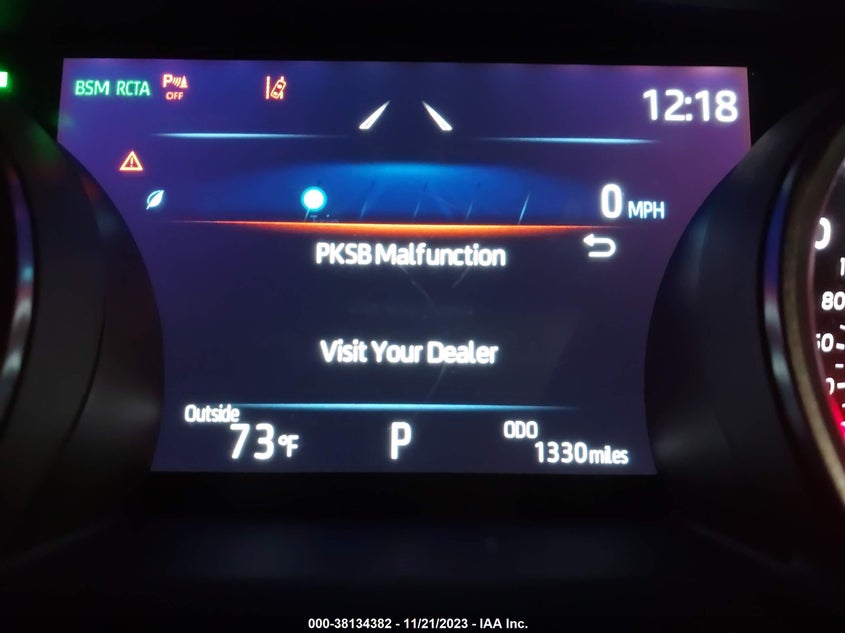 BSM RCTA P OFF
12:18
0 MPH
PKSB Malfunction
Visit Your Dealer
Outside
73°F
P
ODO
1330 miles
80
000-38134382 - 11/21/2023 - IAA Inc.